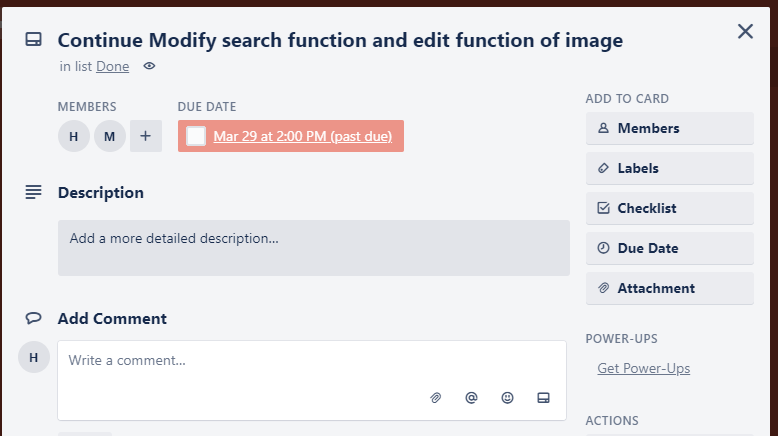 Continue Modify search function and edit function of image
in list Done
MEMBERS
H M +
DUE DATE
Mar 29 at 2:00 PM (past due)
Description
Add a more detailed description…
Add Comment
H
Write a comment…
@
ADD TO CARD
Members
Labels
Checklist
Due Date
Attachment
POWER-UPS
Get Power-Ups
ACTIONS